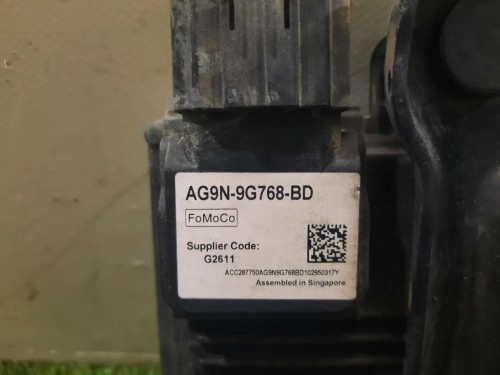 AG9N-9G768-BD
FoMoCo
Supplier Code:
G2611
ACC287750AG9N9G768BD102950317Y
Assembled in Singapore